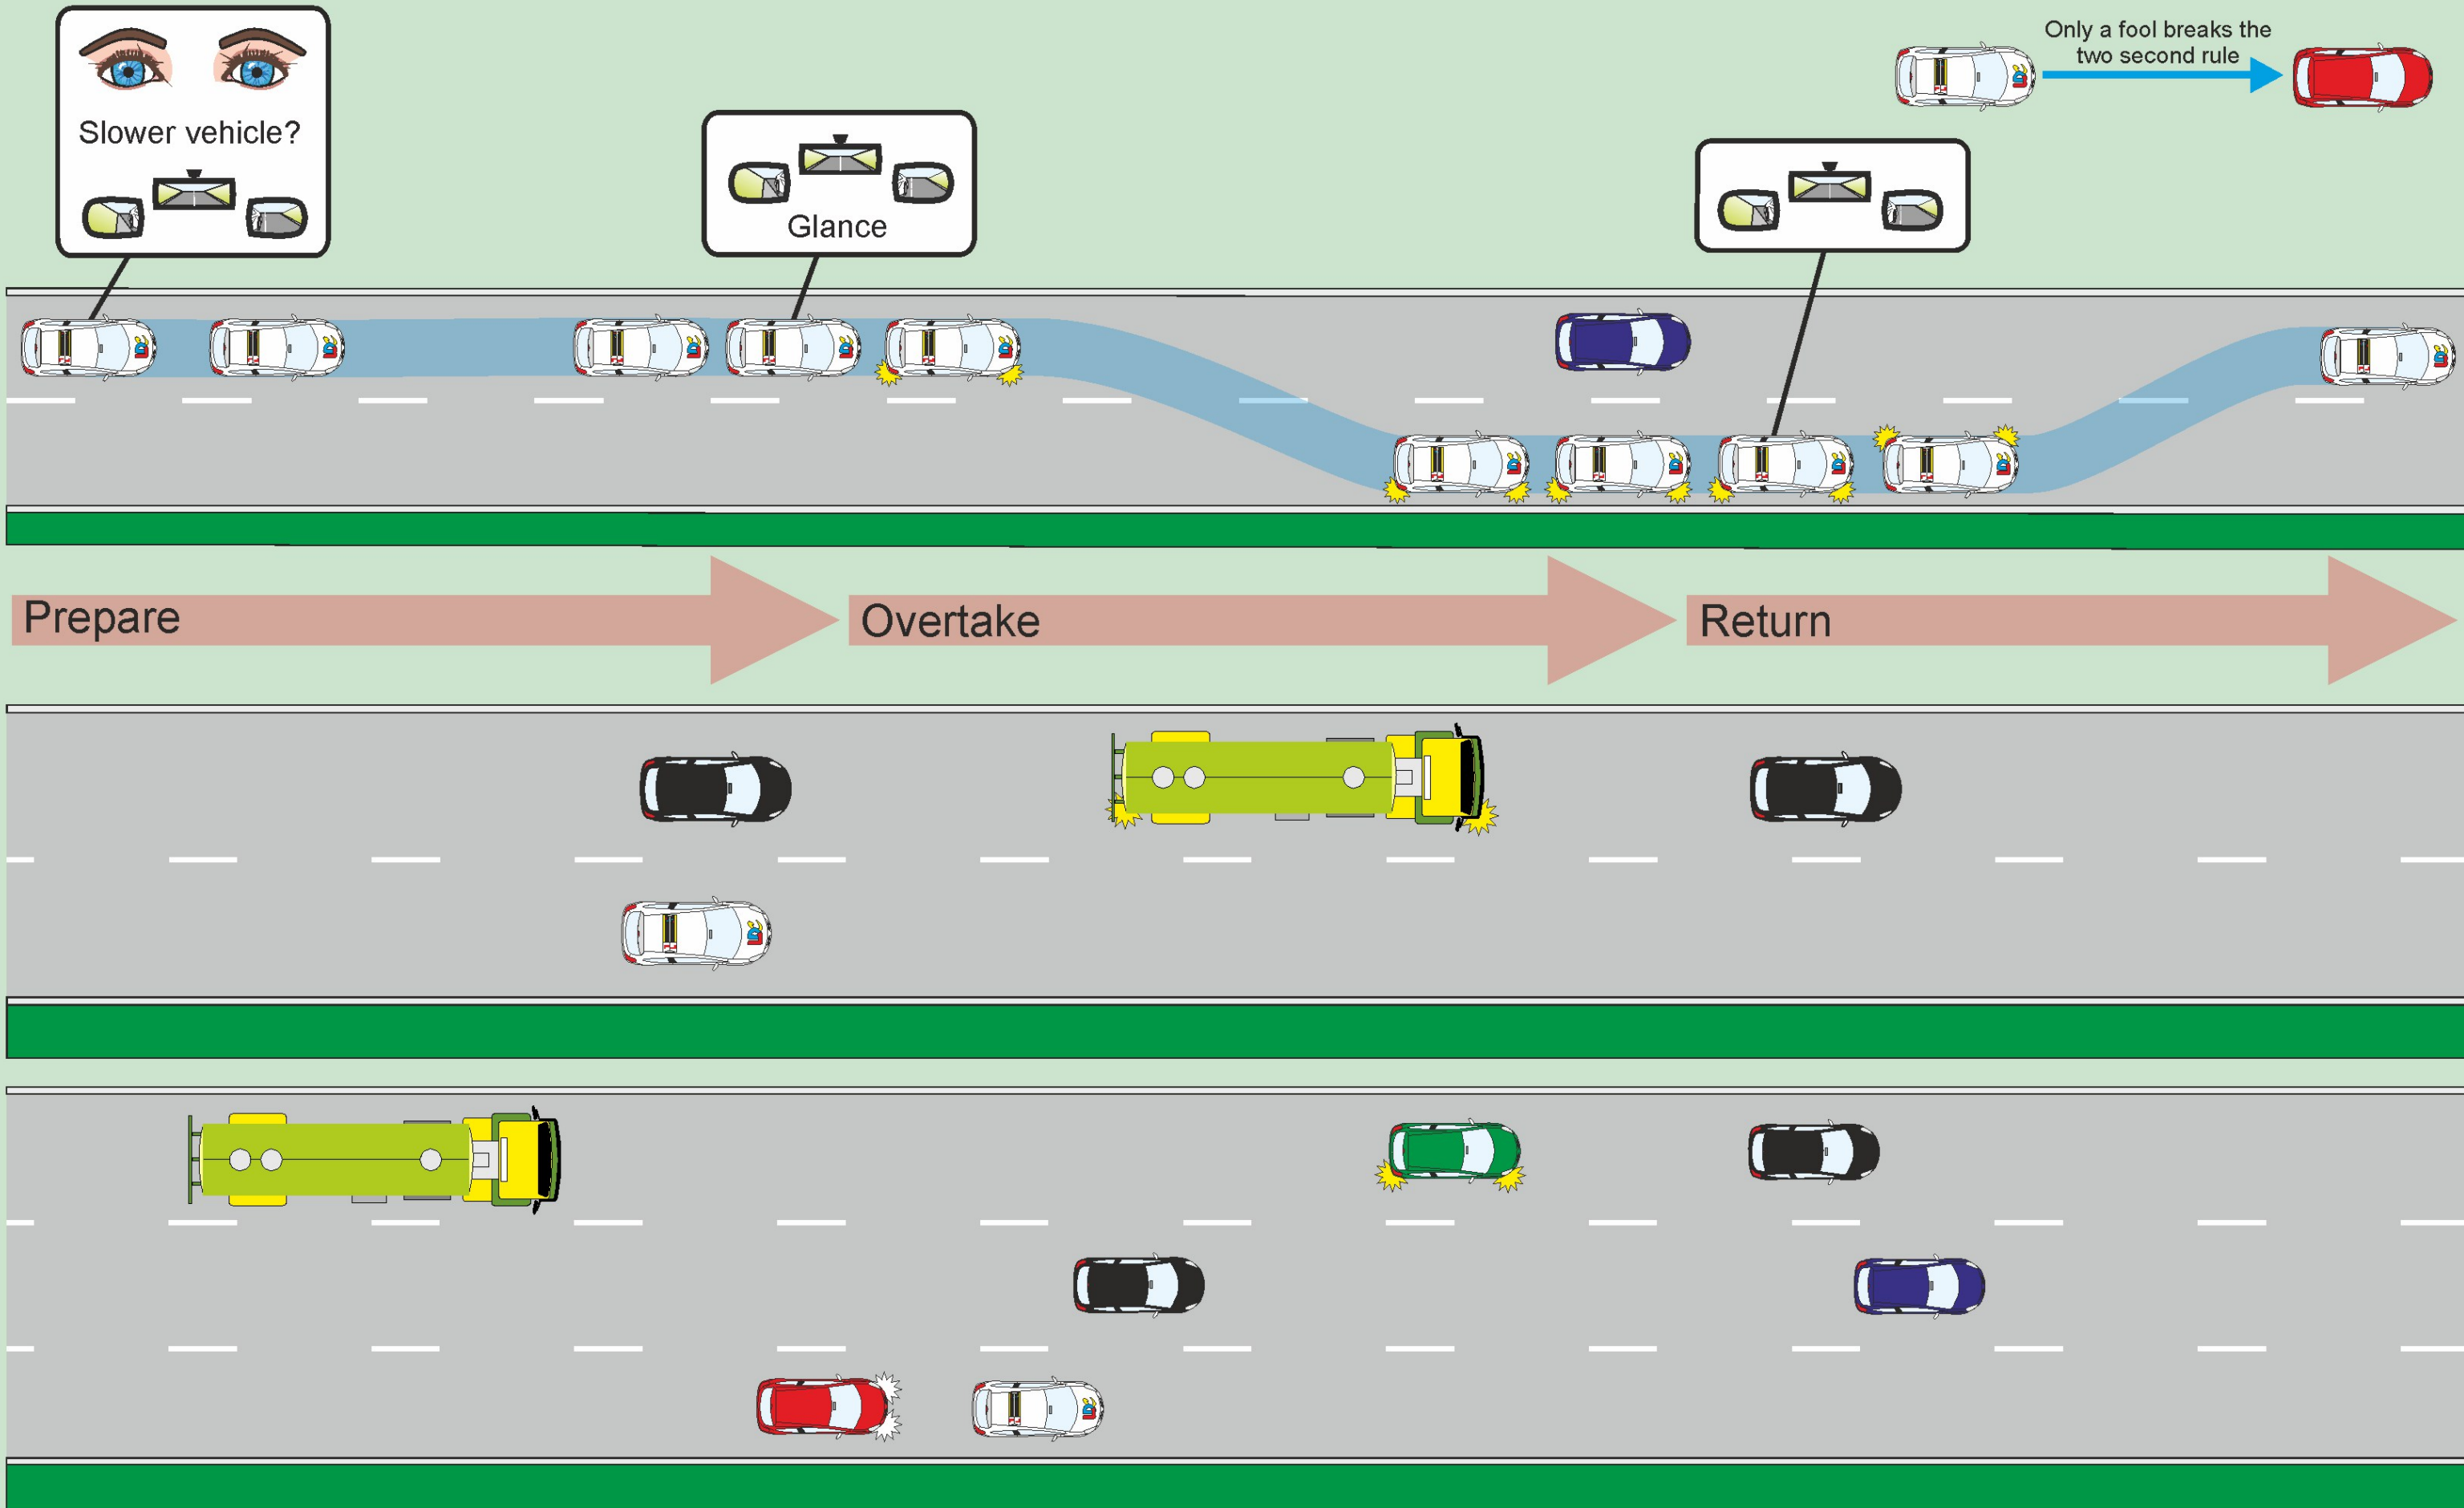 Only a fool breaks the
two second rule
Slower vehicle?
Glance
Prepare
Overtake
Return